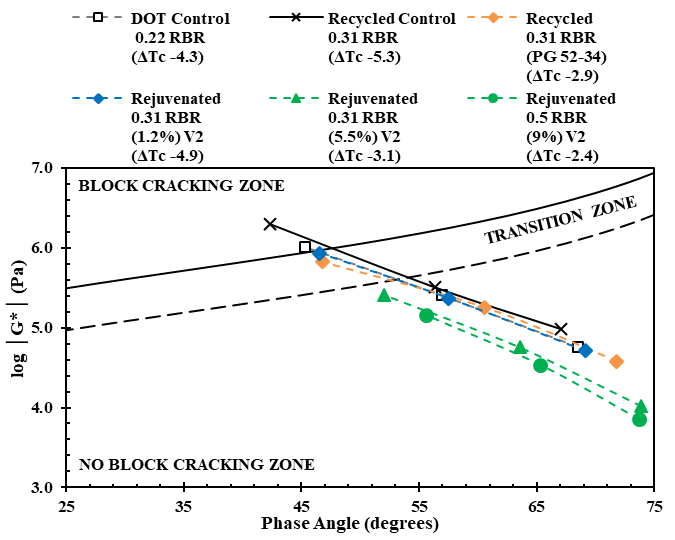 DOT Control
0.22 RBR
(ΔTc -4.3)
Recycled Control
0.31 RBR
(ΔTc -5.3)
Recycled
0.31 RBR
(PG 52-34)
(ΔTc -2.9)
Rejuvenated
0.31 RBR
(1.2%) V2
(ΔTc -4.9)
Rejuvenated
0.31 RBR
(5.5%) V2
(ΔTc -3.1)
Rejuvenated
0.5 RBR
(9%) V2
(ΔTc -2.4)
7.0
6.0
5.0
4.0
3.0
log |G*| (Pa)
BLOCK CRACKING ZONE
TRANSITION ZONE
NO BLOCK CRACKING ZONE
25 35 45 55 65 75
Phase Angle (degrees)